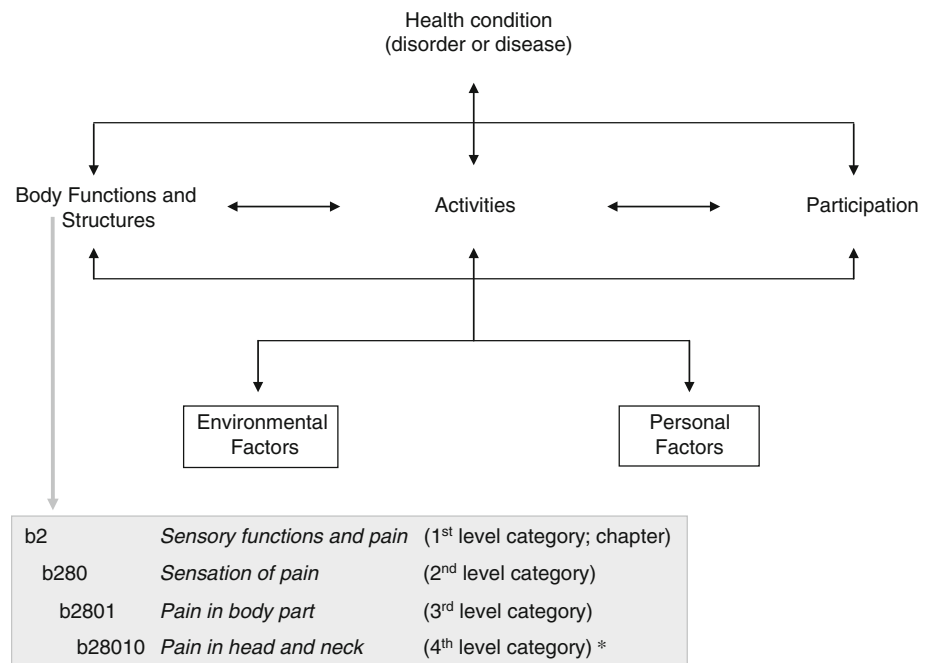 Health condition
(disorder or disease)
Body Functions and
Structures
Activities
Participation
Environmental
Factors
Personal
Factors
b2 Sensory functions and pain (1st level category; chapter)
b280 Sensation of pain (2nd level category)
b2801 Pain in body part (3rd level category)
b28010 Pain in head and neck (4th level category) *